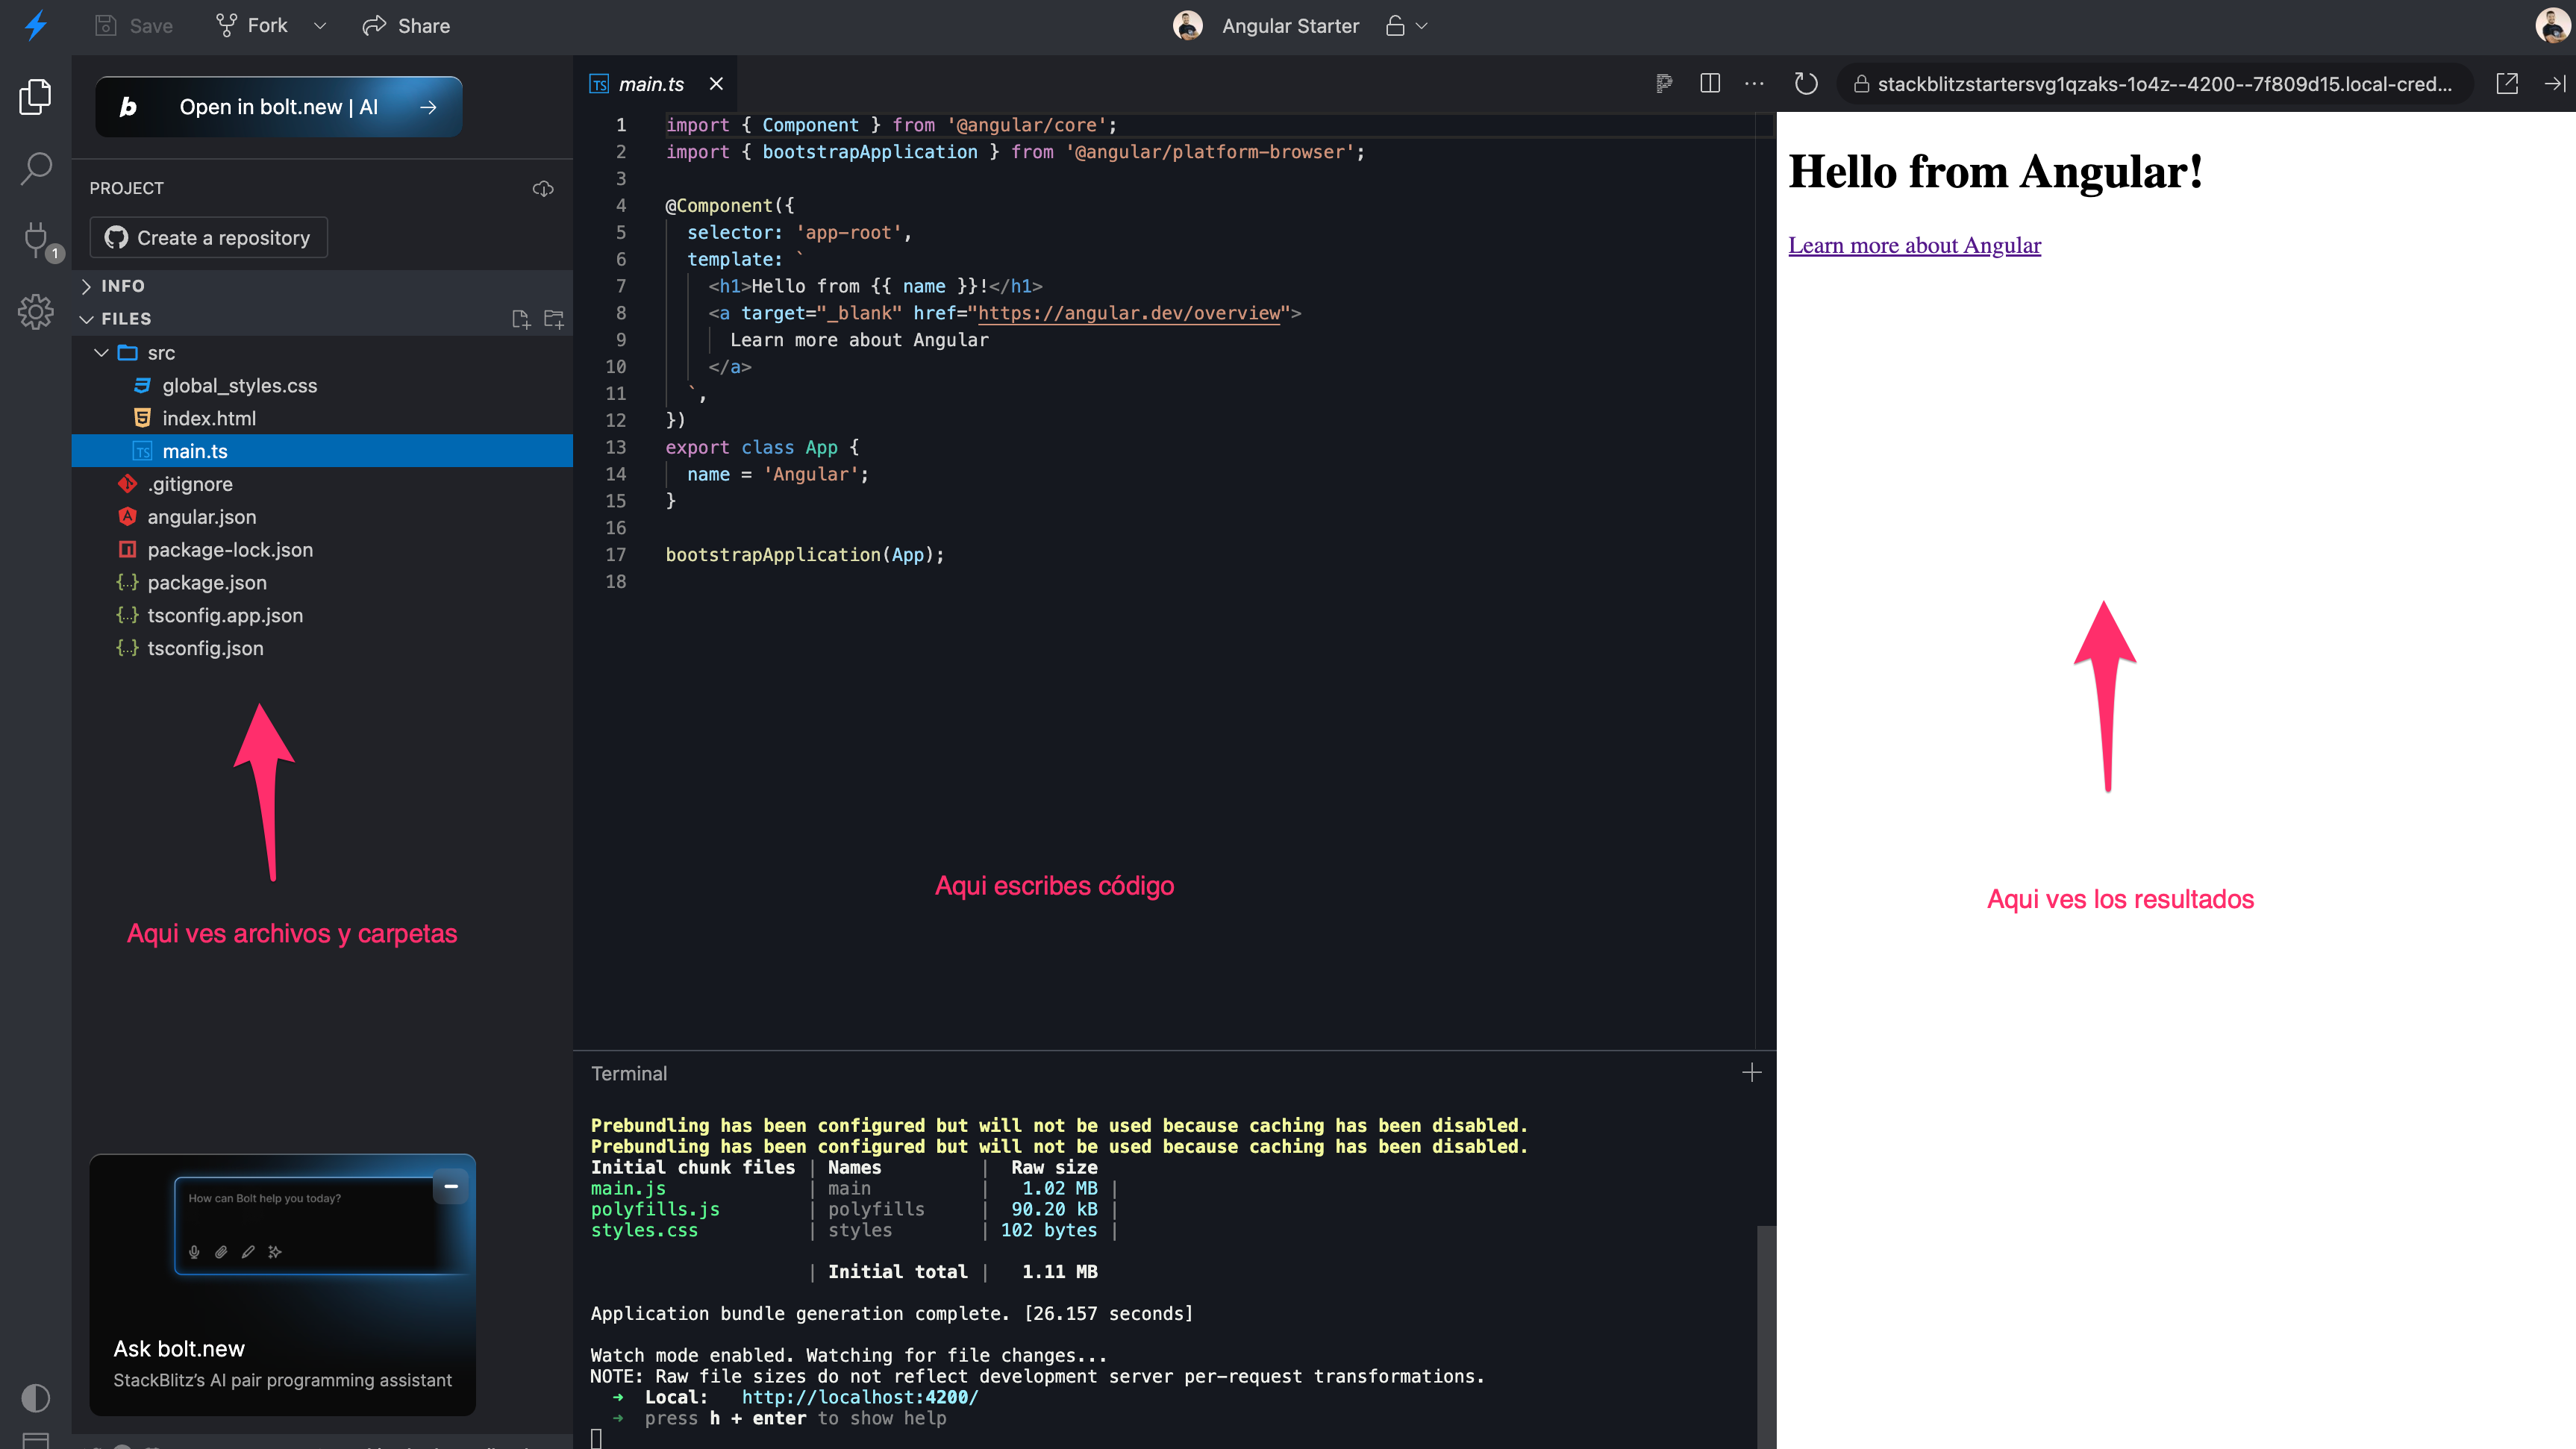 Save Fork Share Angular Starter
Open in bolt.new | AI
PROJECT
Create a repository
INFO
FILES
src
global_styles.css
index.html
TS main.ts
.gitignore
angular.json
package-lock.json
{..} package.json
{..} tsconfig.app.json
{..} tsconfig.json
1
Aqui ves archivos y carpetas
How can Bolt help you today?
Ask bolt.new
StackBlitz’s AI pair programming assistant
TS main.ts
1 import { Component } from '@angular/core';
2 import { bootstrapApplication } from '@angular/platform-browser';
3
4 @Component({
5 selector: 'app-root',
6 template: `
7 <h1>Hello from {{ name }}!</h1>
8 <a target="_blank" href="https://angular.dev/overview">
9 Learn more about Angular
10 </a>
11 `,
12 })
13 export class App {
14 name = 'Angular';
15 }
16
17 bootstrapApplication(App);
18
Aqui escribes código
Terminal
Prebundling has been configured but will not be used because caching has been disabled.
Prebundling has been configured but will not be used because caching has been disabled.
Initial chunk files | Names | Raw size
main.js | main | 1.02 MB |
polyfills.js | polyfills | 90.20 kB |
styles.css | styles | 102 bytes |
| Initial total | 1.11 MB
Application bundle generation complete. [26.157 seconds]
Watch mode enabled. Watching for file changes...
NOTE: Raw file sizes do not reflect development server per-request transformations.
➜ Local: http://localhost:4200/
➜ press h + enter to show help
stackblitzstartersvg1qzaks-1o4z--4200--7f809d15.local-cred...
Hello from Angular!
Learn more about Angular
Aqui ves los resultados